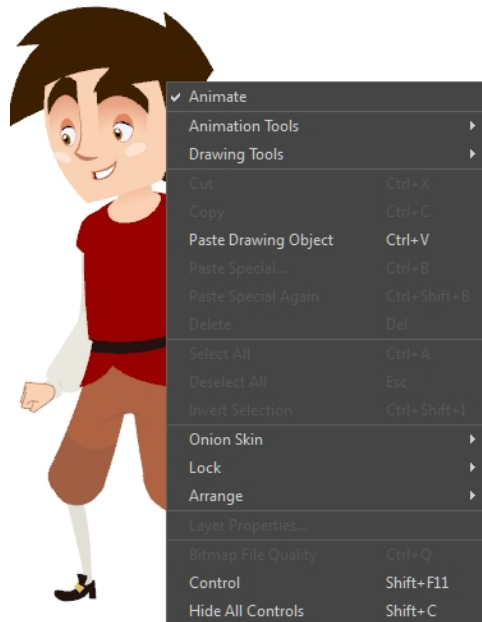 ✓ Animate
Animation Tools
Drawing Tools
Cut Ctrl+X
Copy Ctrl+C
Paste Drawing Object Ctrl+V
Paste Special... Ctrl+B
Paste Special Again Ctrl+Shift+B
Delete Del
Select All Ctrl+A
Deselect All Esc
Invert Selection Ctrl+Shift+I
Onion Skin
Lock
Arrange
Layer Properties...
Bitmap File Quality Ctrl+Q
Control Shift+F11
Hide All Controls Shift+C